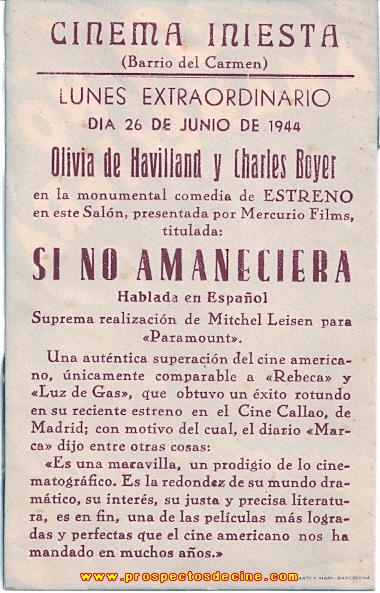 CINEMA INIESTA
(Barrio del Carmen)
LUNES EXTRAORDINARIO
DIA 26 DE JUNIO DE 1944
Olivia de Havilland y Charles Boyer
en la monumental comedia de ESTRENO
en este Salón, presentada por Mercurio Films,
titulada:
SI NO AMANECIERA
Hablada en Español
Suprema realización de Mitchel Leisen para
«Paramount».
Una auténtica superación del cine america-
no, únicamente comparable a «Rebeca» y
«Luz de Gas», que obtuvo un éxito rotundo
en su reciente estreno en el Cine Callao, de
Madrid; con motivo del cual, el diario «Mar-
ca» dijo entre otras cosas:
«Es una maravilla, un prodigio de lo cine-
matográfico. Es la redondez de su mundo dra-
mático, su interés, su justa y precisa literatu-
ra, es en fin, una de las películas más logra-
das y perfectas que el cine americano nos ha
mandado en muchos años.»
www.prospectosdecine.com
MARTI Y MARI - BARCELONA